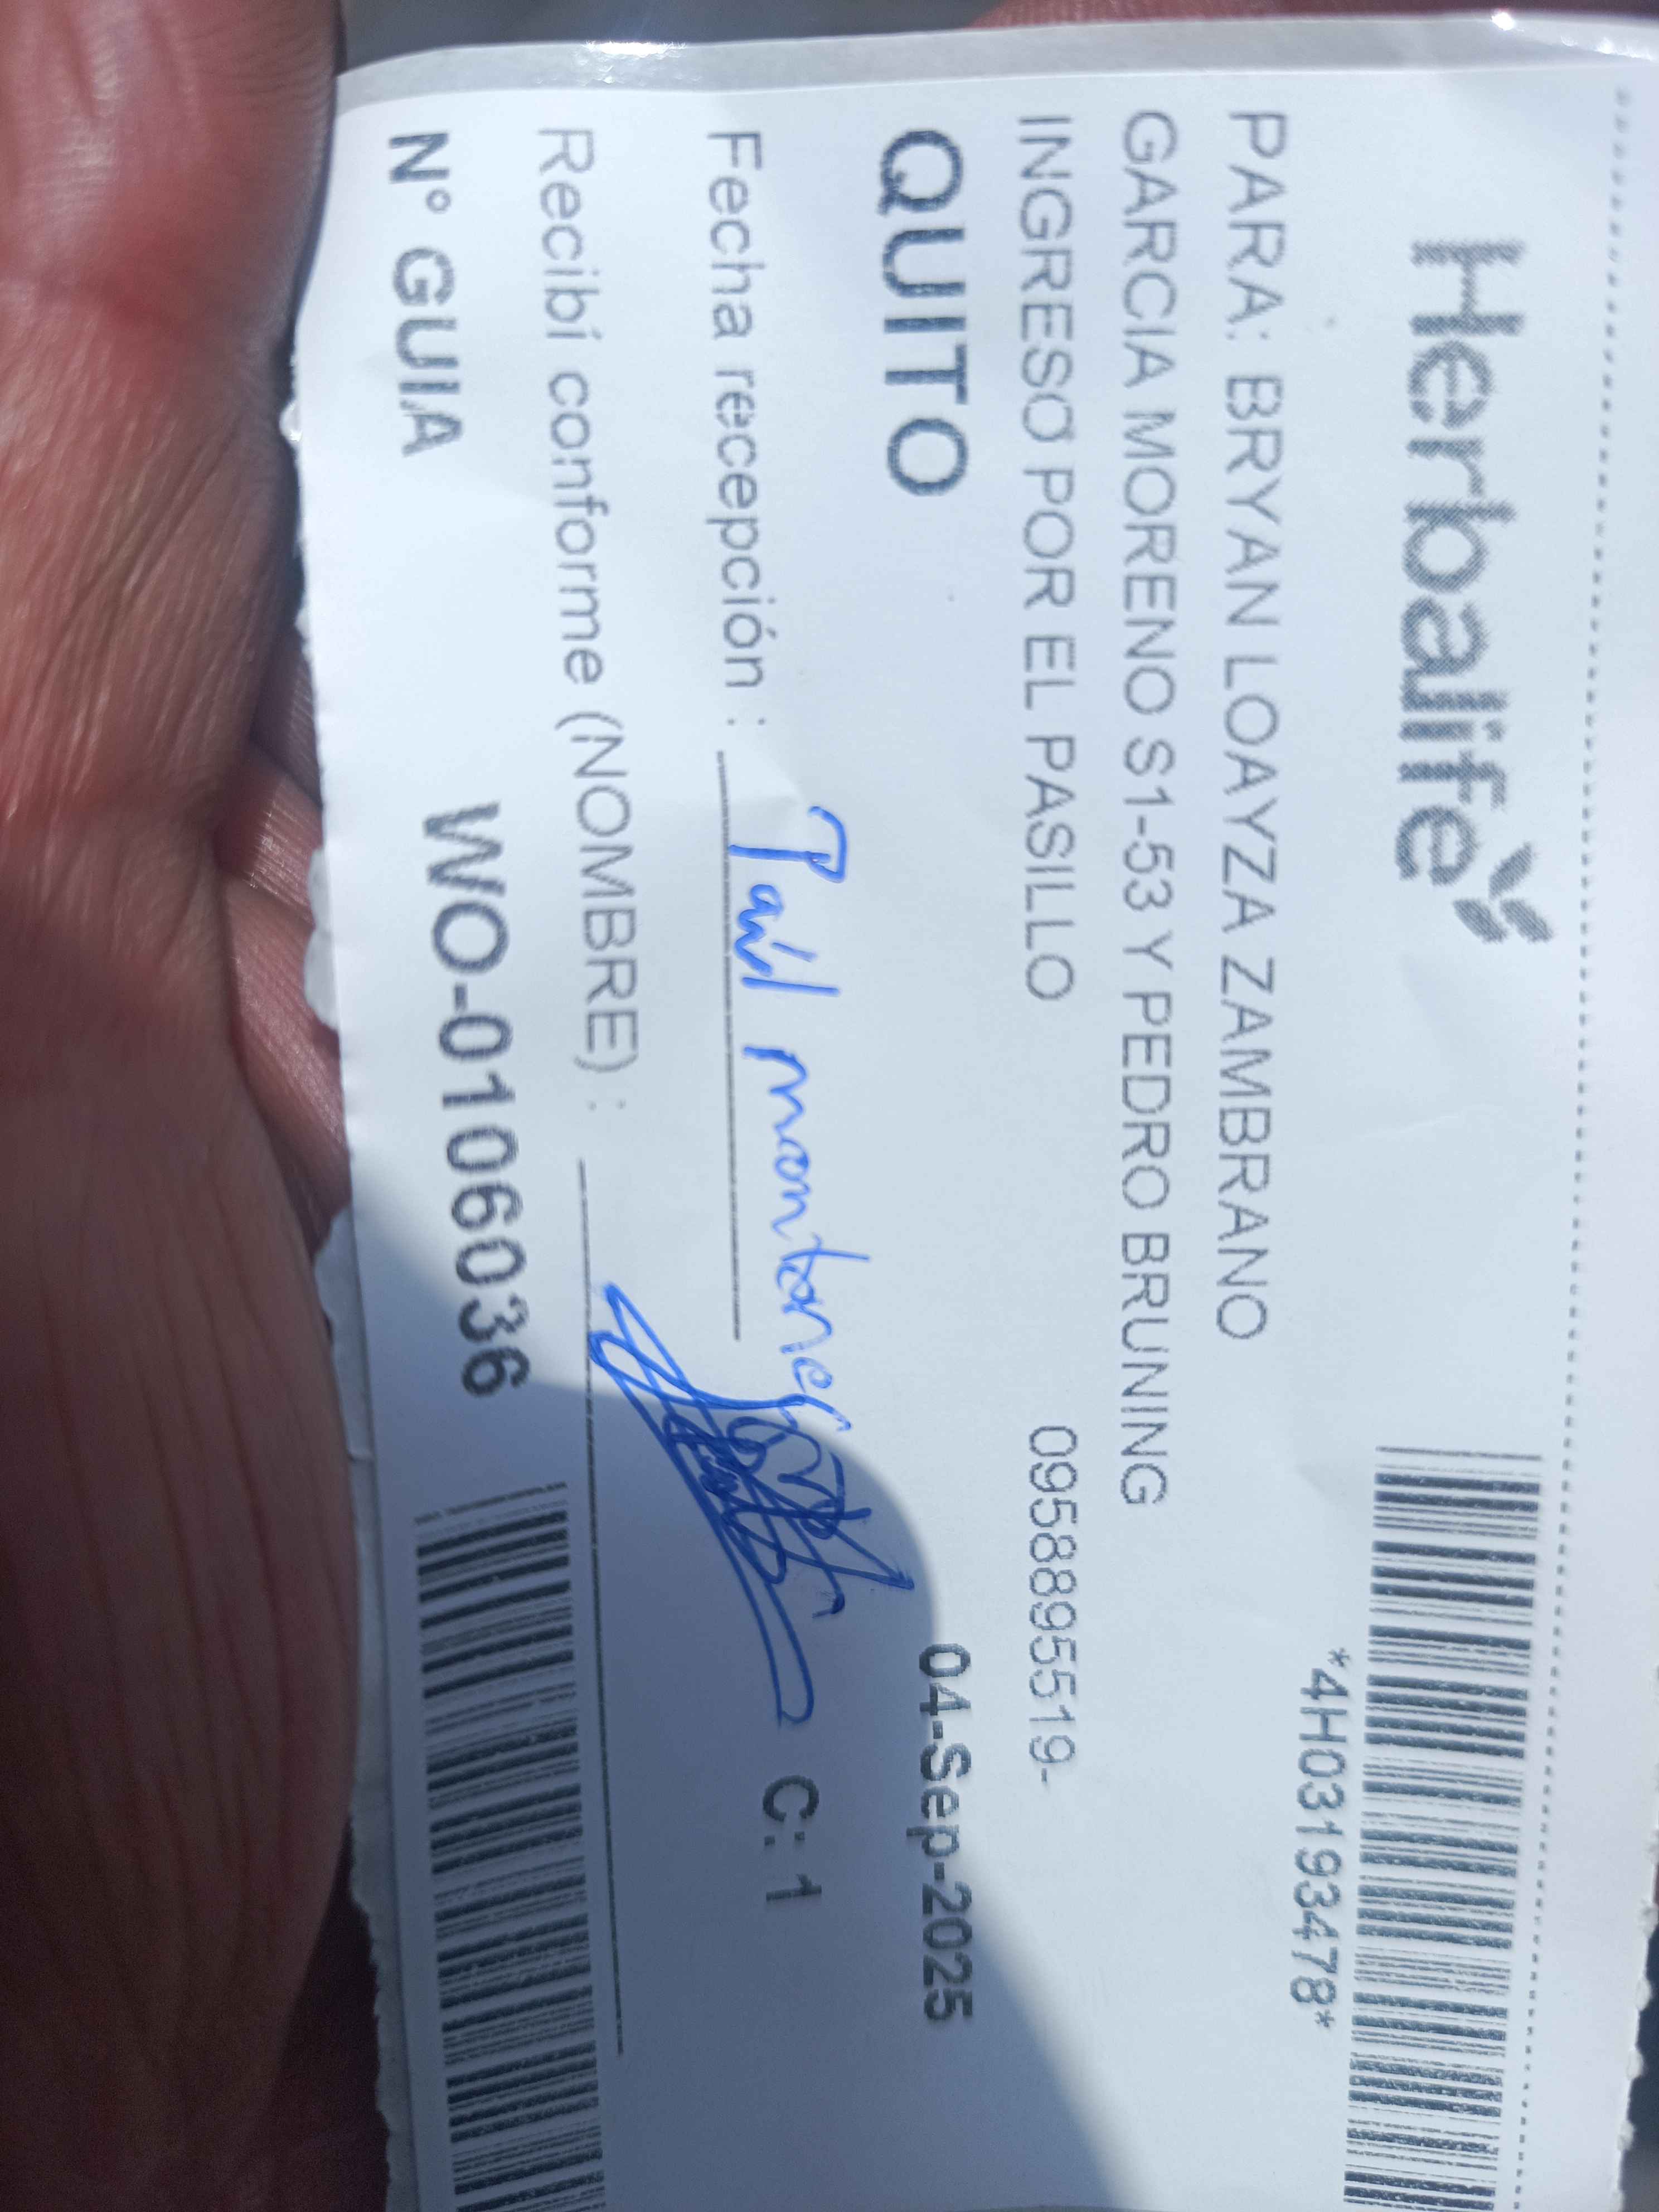 Herbalife
*4H03193478*
PARA: BRYAN LOAYZA ZAMBRANO
GARCIA MORENO S1-53 Y PEDRO BRUNING
INGRESO POR EL PASILLO 0958895519-
QUITO 04-Sep-2025
Fecha recepción : Paúl C: 1
Recibí conforme (NOMBRE) :
N° GUIA WO-0106036